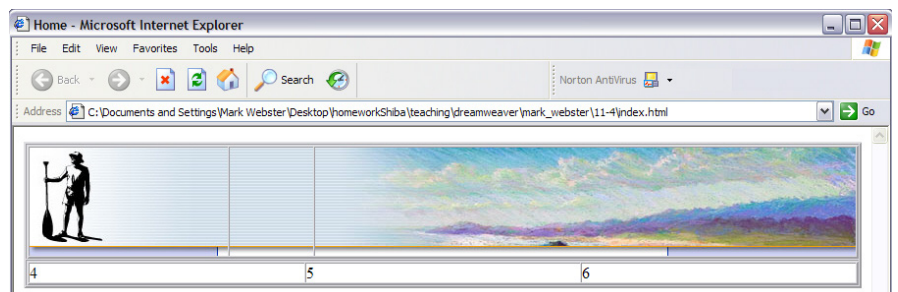 Home - Microsoft Internet Explorer
File Edit View Favorites Tools Help
Back Search Norton AntiVirus
Address C:\Documents and Settings\Mark Webster\Desktop\homeworkShiba\teaching\dreamweaver\mark_webster\11-4\index.html Go
4 5 6